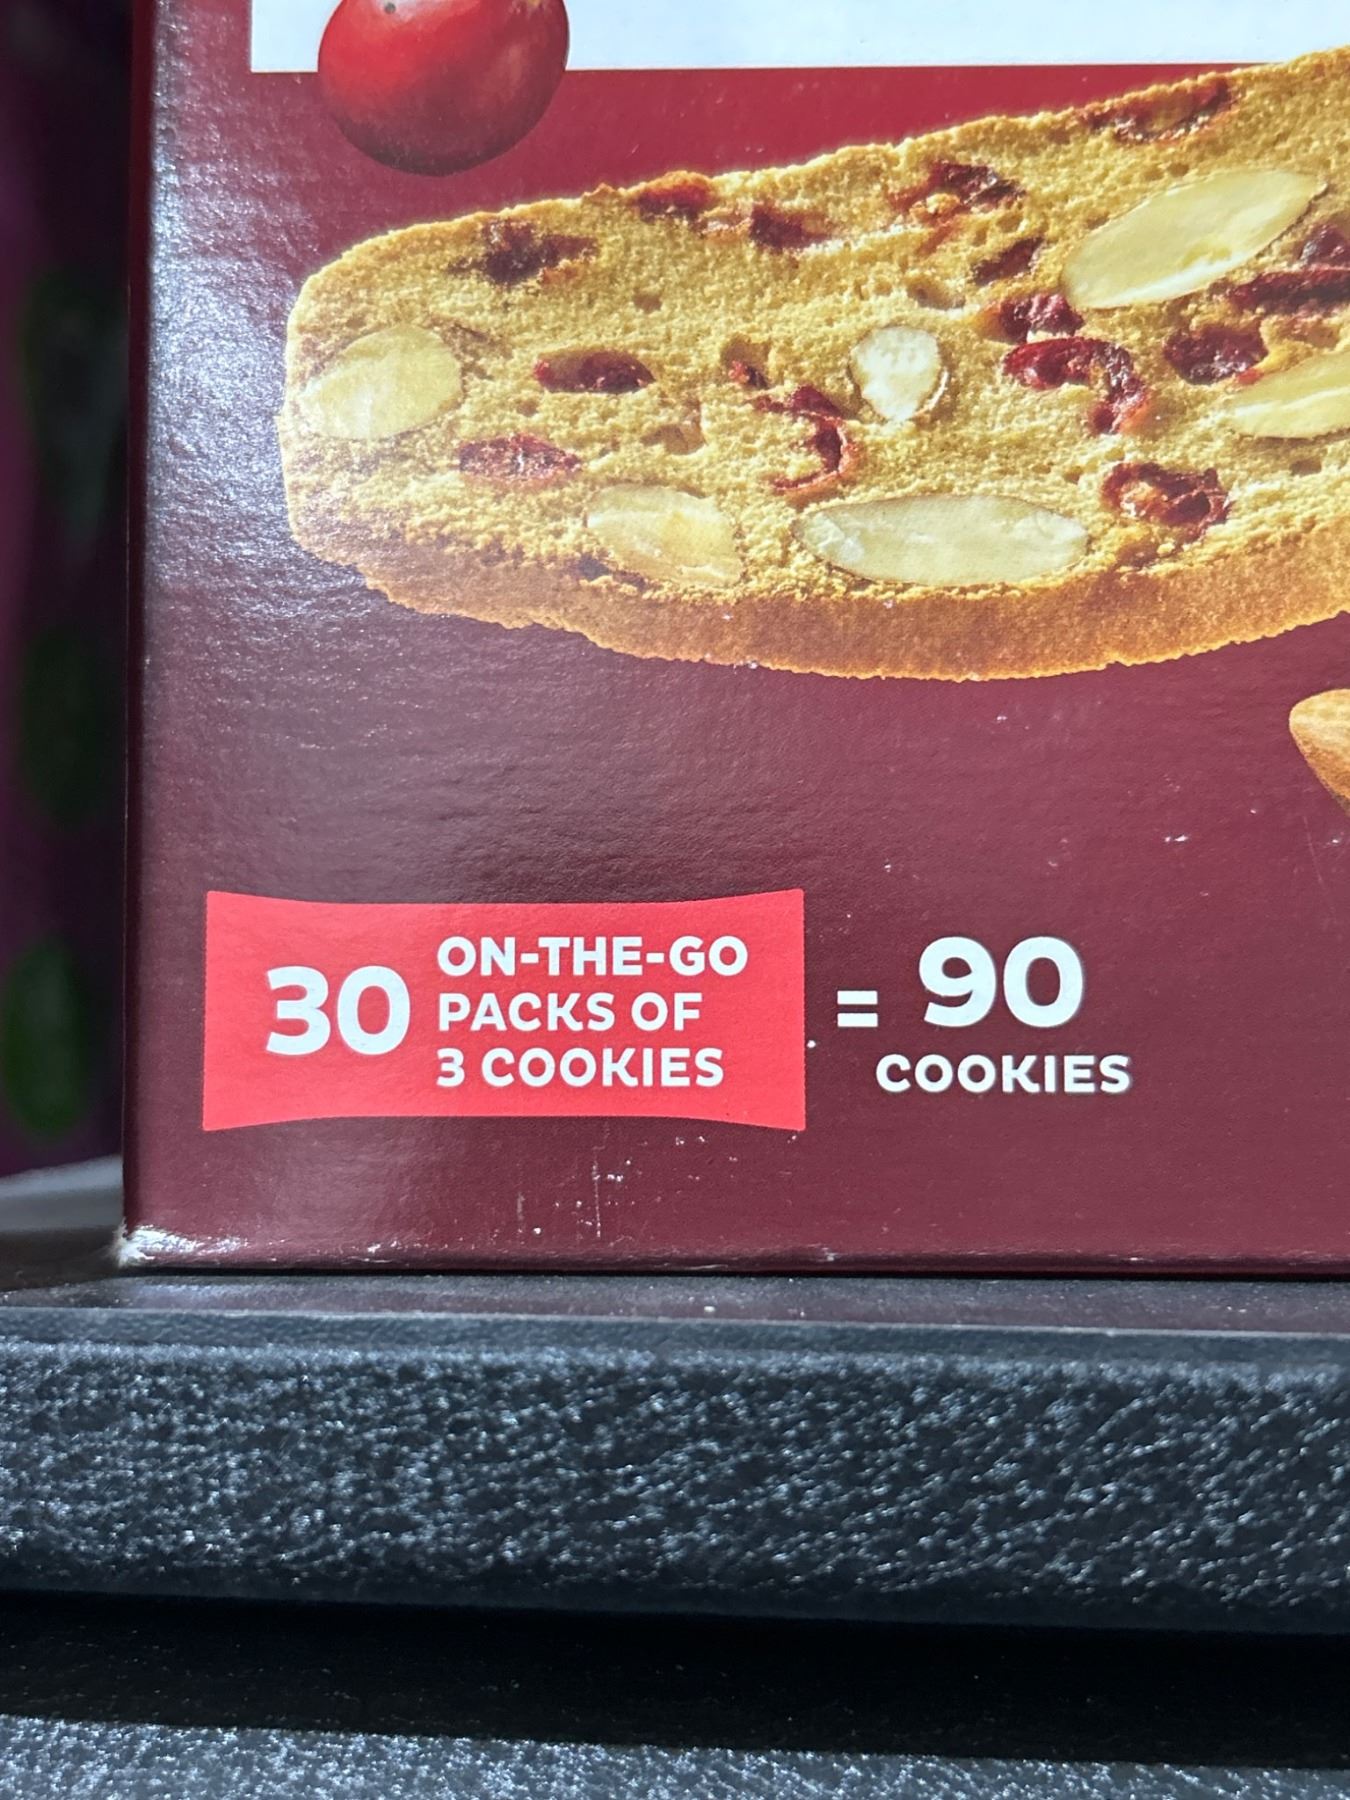 30 ON-THE-GO
PACKS OF
3 COOKIES
= 90
COOKIES